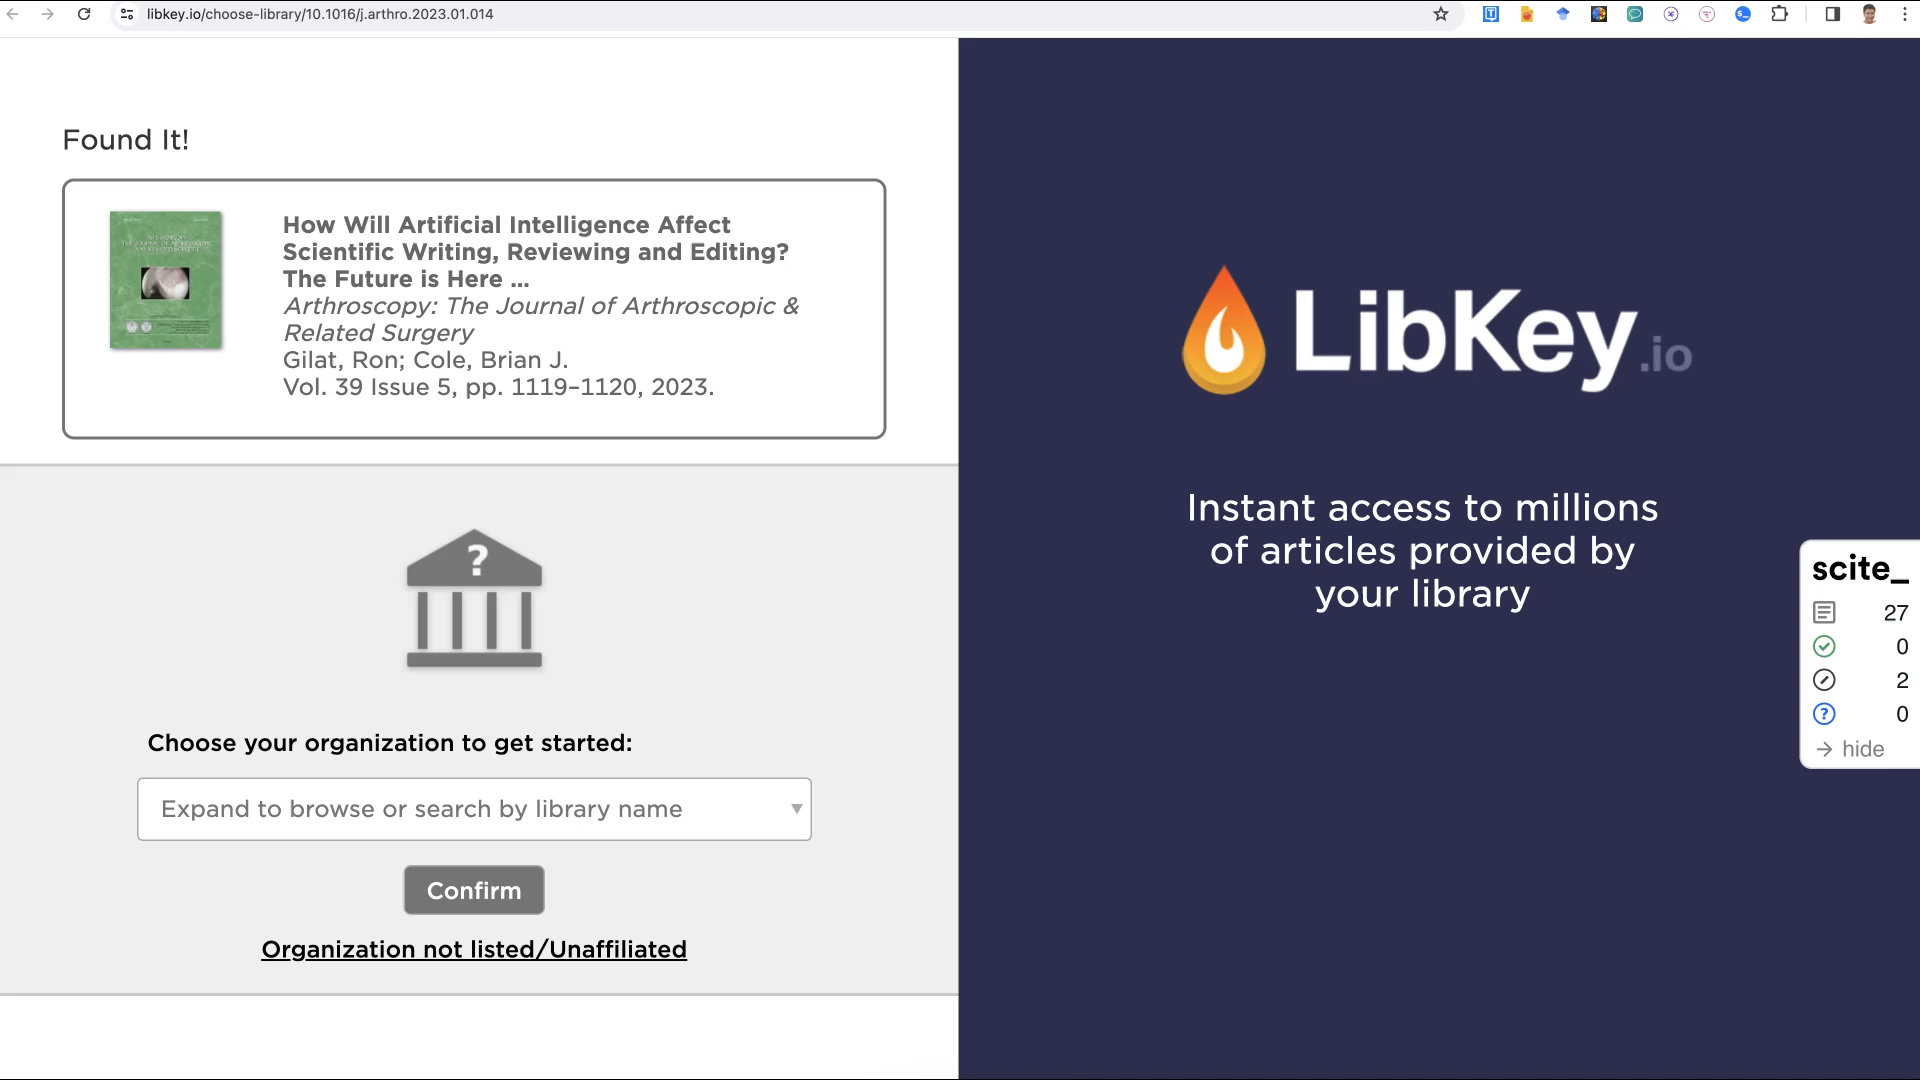 libkey.io/choose-library/10.1016/j.arthro.2023.01.014
Found It!
How Will Artificial Intelligence Affect
Scientific Writing, Reviewing and Editing?
The Future is Here ...
Arthroscopy: The Journal of Arthroscopic &
Related Surgery
Gilat, Ron; Cole, Brian J.
Vol. 39 Issue 5, pp. 1119–1120, 2023.
?
Choose your organization to get started:
Expand to browse or search by library name
Confirm
Organization not listed/Unaffiliated
LibKey.io
Instant access to millions
of articles provided by
your library
scite_
27
0
2
? 0
→ hide